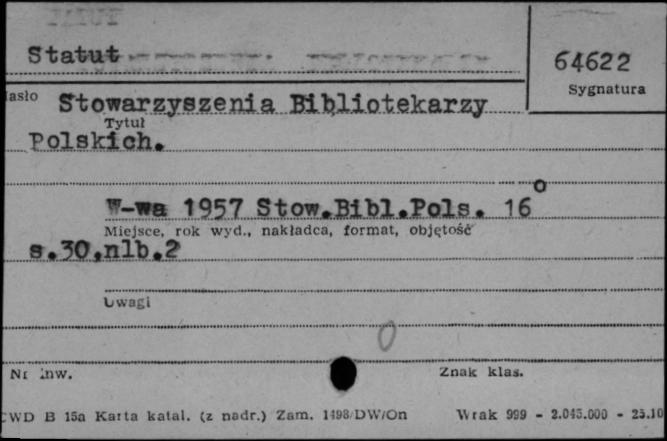 Statut
64622
Sygnatura
asło Stowarzyszenia Bibliotekarzy
Tytuł
Polskich.
W-wa 1957 Stow.Bibl.Pols. 16°
Miejsce, rok wyd., nakładca, format, objętość
s.30,nlb.2
Uwagi
0
Nr inw.
Znak klas.
CWD B 15a Karta katal. (z nadr.) Zam. 1498/DW/On Wrak 999 - 2.045.000 - 25.10